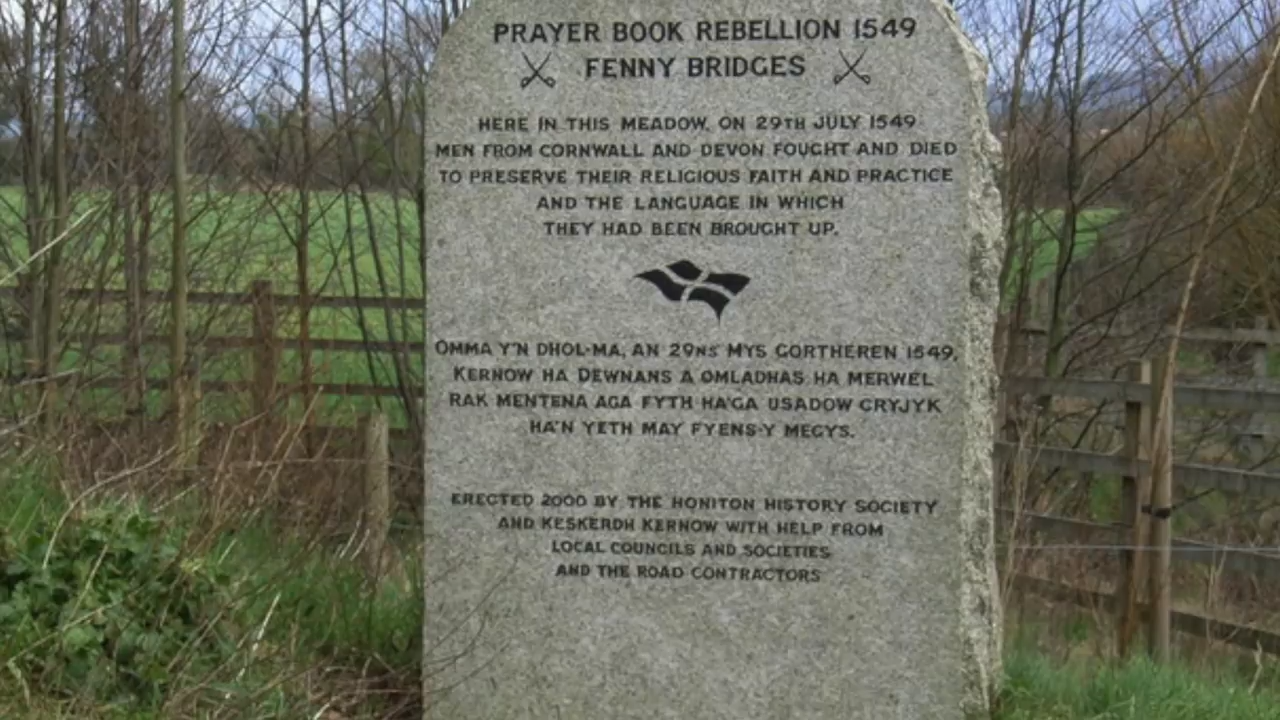 PRAYER BOOK REBELLION 1549
FENNY BRIDGES
HERE IN THIS MEADOW, ON 29TH JULY 1549
MEN FROM CORNWALL AND DEVON FOUGHT AND DIED
TO PRESERVE THEIR RELIGIOUS FAITH AND PRACTICE
AND THE LANGUAGE IN WHICH
THEY HAD BEEN BROUGHT UP.
OMMA Y'N DHOL-MA, AN 29NS MYS GORTHEREN 1549,
KERNOW HA DEWNANS A OMLADHAS HA MERWEL
RAK MENTENA AGA FYTH HA'GA USADOW CRYJYK
HA'N YETH MAY FYENS-Y MEGYS.
ERECTED 2000 BY THE HONITON HISTORY SOCIETY
AND KESKERDH KERNOW WITH HELP FROM
LOCAL COUNCILS AND SOCIETIES
AND THE ROAD CONTRACTORS